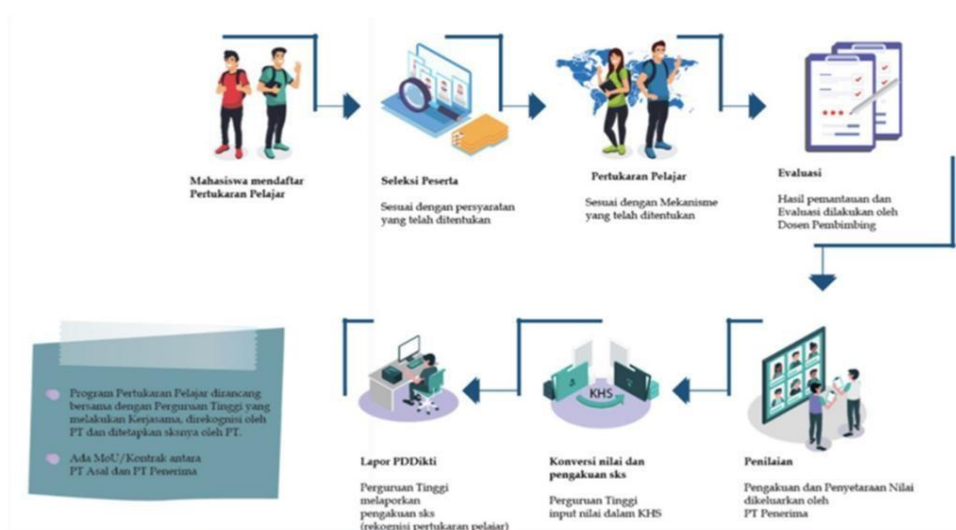 Mahasiswa mendaftar
Pertukaran Pelajar
Seleksi Peserta
Sesuai dengan persyaratan
yang telah ditentukan
Pertukaran Pelajar
Sesuai dengan Mekanisme
yang telah ditentukan
Evaluasi
Hasil pemantauan dan
Evaluasi dilakukan oleh
Dosen Pembimbing
Penilaian
Pengakuan dan Penyetaraan Nilai
dikeluarkan oleh
PT Penerima
KHS
Konversi nilai dan
pengakuan sks
Perguruan Tinggi
input nilai dalam KHS
Lapor PDDikti
Perguruan Tinggi
melaporkan
pengakuan sks
(rekognisi pertukaran pelajar)
Program Pertukaran Pelajar dirancang
bersama dengan Perguruan Tinggi yang
melakukan Kerjasama, direkognisi oleh
PT dan ditetapkan sksnya oleh PT.
Ada MoU/Kontrak antara
PT Asal dan PT Penerima